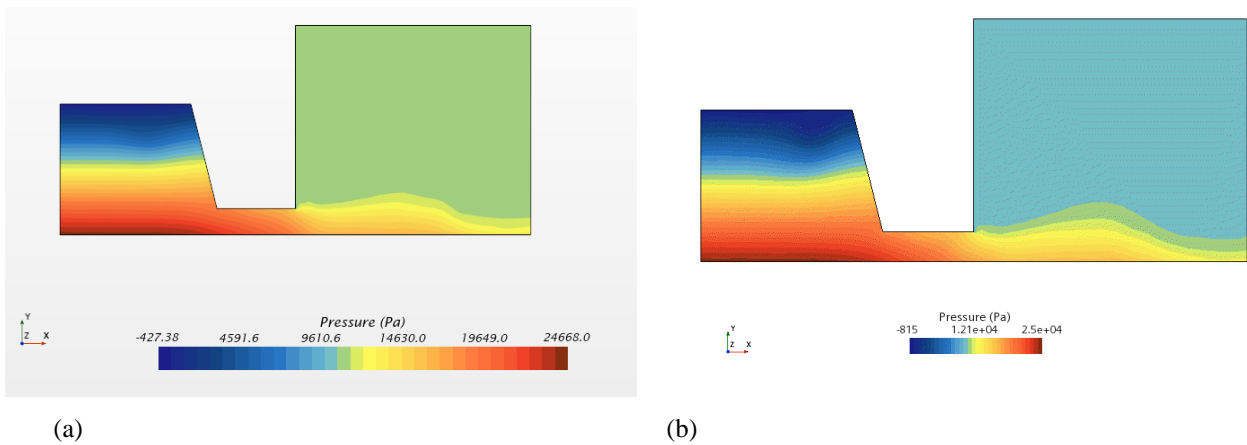 Pressure (Pa)
-427.38 4591.6 9610.6 14630.0 19649.0 24668.0
Y
Z X
(a)
Pressure (Pa)
-815 1.21e+04 2.5e+04
Y
Z X
(b)